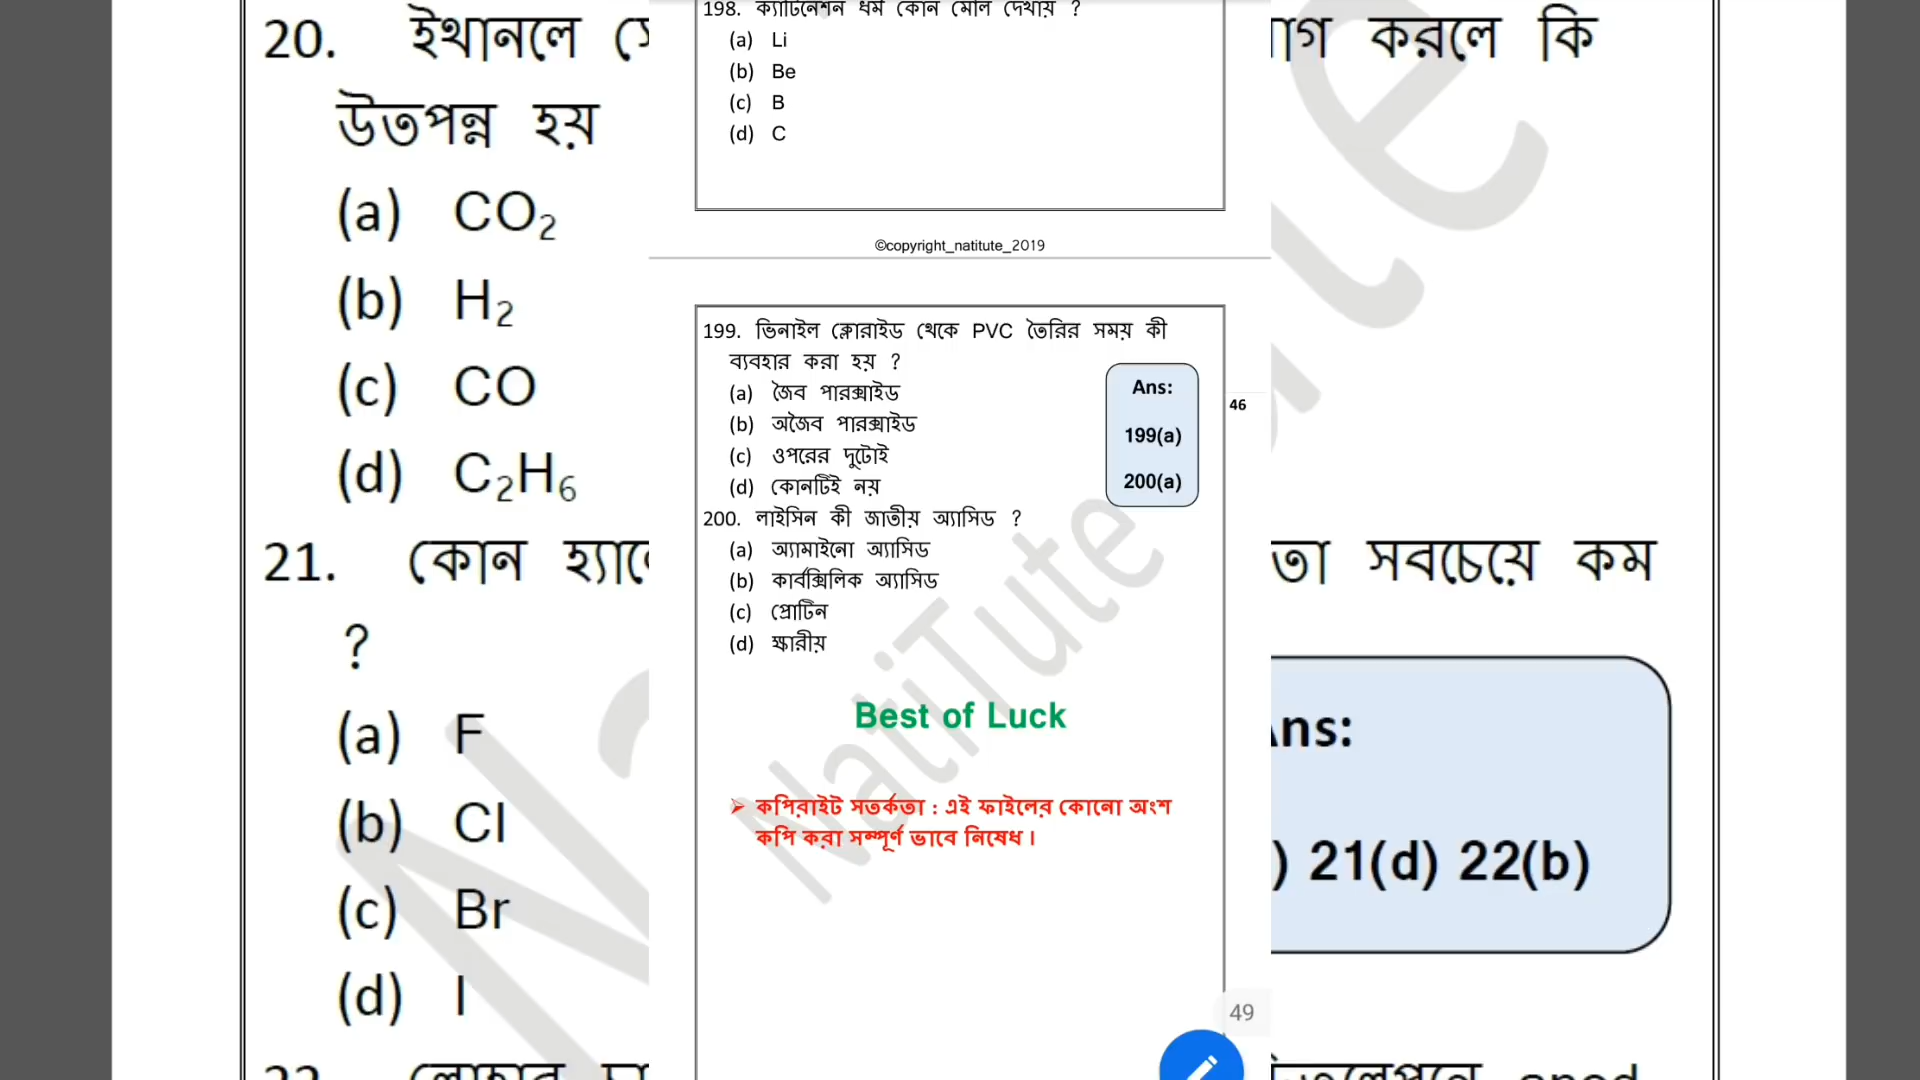 20. ইথানলে
উতপন্ন হয়
(a) CO₂
(b) H₂
(c) CO
(d) C₂H₆
21. কোন
?
(a) F
(b) Cl
(c) Br
(d) I
198. ক্যাটিনেশন ধর্ম কোন মৌল দেখায় ?
(a) Li
(b) Be
(c) B
(d) C
©copyright_natitute_2019
199. ভিনাইল ক্লোরাইড থেকে PVC তৈরির সময় কী
ব্যবহার করা হয় ?
(a) জৈব পারক্সাইড
(b) অজৈব পারক্সাইড
(c) ওপরের দুটোই
(d) কোনটিই নয়
Ans:
199(a)
200(a)
46
200. লাইসিন কী জাতীয় অ্যাসিড ?
(a) অ্যামাইনো অ্যাসিড
(b) কার্বক্সিলিক অ্যাসিড
(c) প্রোটিন
(d) ক্ষারীয়
NatiTute
Best of Luck
➢ কপিরাইট সতর্কতা : এই ফাইলের কোনো অংশ
কপি করা সম্পূর্ণ ভাবে নিষেধ।
49
করলে কি
সবচেয়ে কম
Ans:
21(d) 22(b)